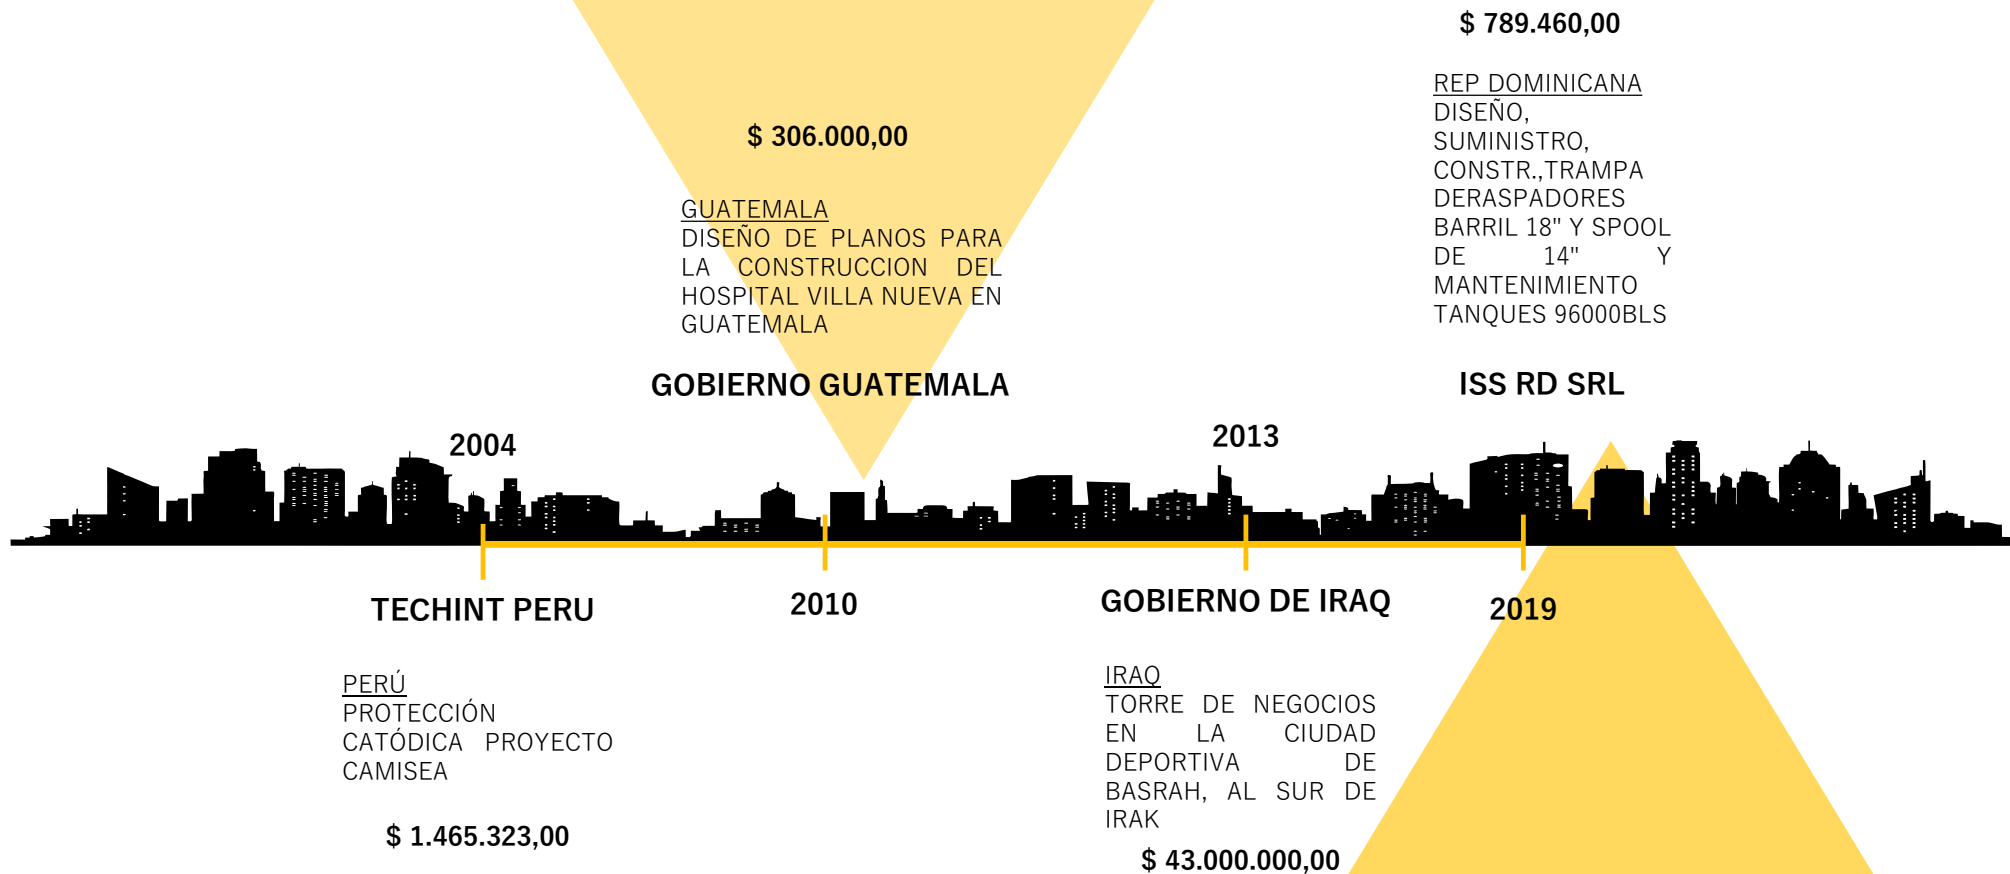 $ 306.000,00
GUATEMALA
DISEÑO DE PLANOS PARA
LA CONSTRUCCION DEL
HOSPITAL VILLA NUEVA EN
GUATEMALA
GOBIERNO GUATEMALA
$ 789.460,00
REP DOMINICANA
DISEÑO,
SUMINISTRO,
CONSTR.,TRAMPA
DERASPADORES
BARRIL 18" Y SPOOL
DE 14" Y
MANTENIMIENTO
TANQUES 96000BLS
ISS RD SRL
2004
2013
TECHINT PERU
2010
GOBIERNO DE IRAQ
2019
PERÚ
PROTECCIÓN
CATÓDICA PROYECTO
CAMISEA
$ 1.465.323,00
IRAQ
TORRE DE NEGOCIOS
EN LA CIUDAD
DEPORTIVA DE
BASRAH, AL SUR DE
IRAK
$ 43.000.000,00